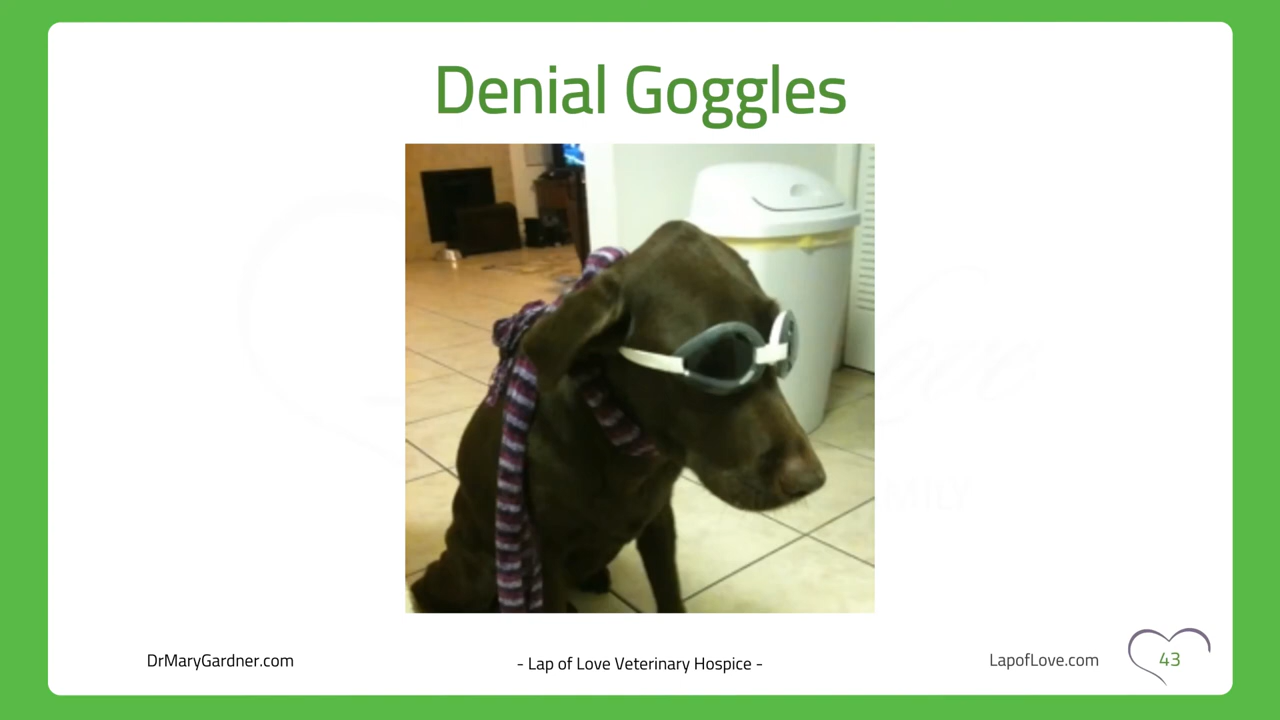 Denial Goggles
DrMaryGardner.com
- Lap of Love Veterinary Hospice -
LapofLove.com
43